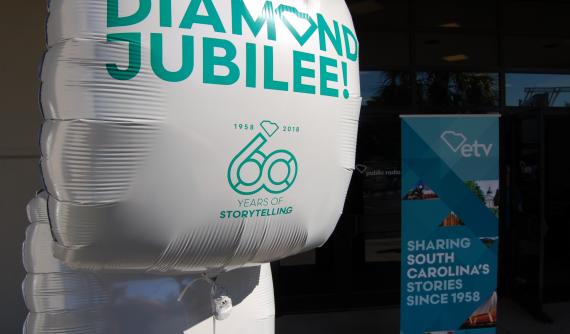 DIAMOND
JUBILEE!
1958 2018
60
YEARS OF
STORYTELLING
public radio
etv
SHARING
SOUTH
CAROLINA'S
STORIES
SINCE 1958